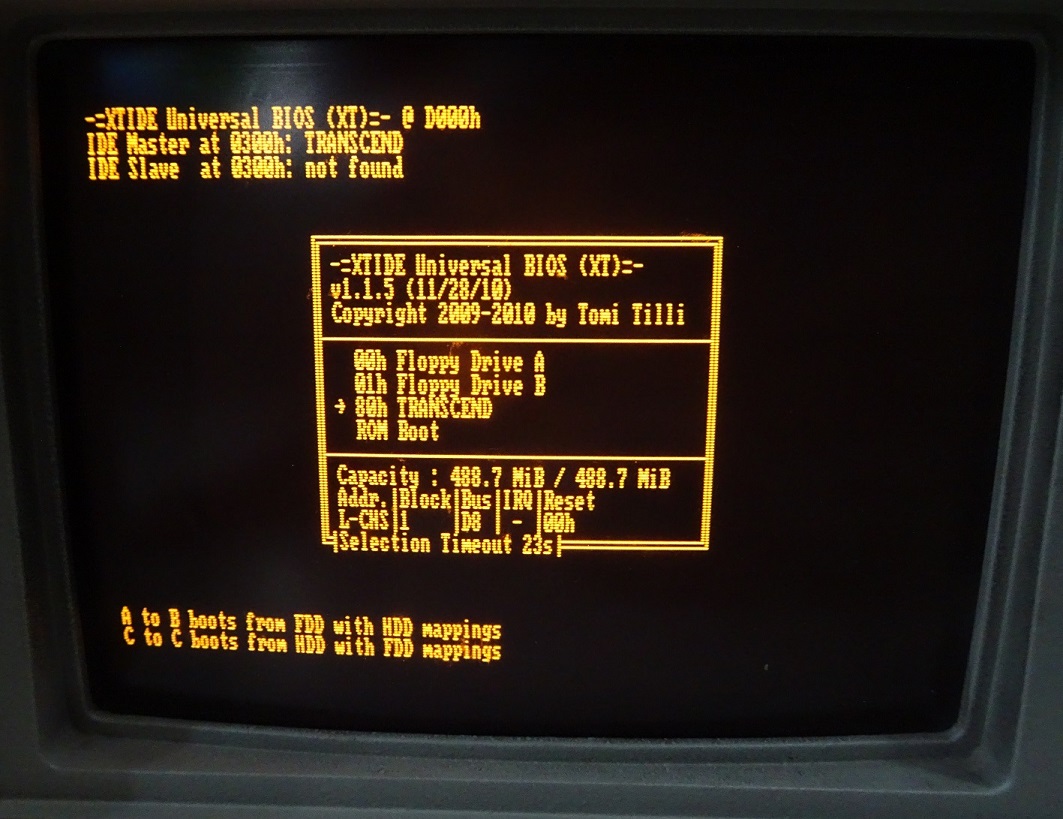 -=XTIDE Universal BIOS (XT)=- @ D000h
IDE Master at 0300h: TRANSCEND
IDE Slave  at 0300h: not found
-=XTIDE Universal BIOS (XT)=-
v1.1.5 (11/28/10)
Copyright 2009-2010 by Tomi Tilli
00h Floppy Drive A
01h Floppy Drive B
→ 80h TRANSCEND
ROM Boot
Capacity : 488.7 MiB / 488.7 MiB
Addr.|Block|Bus|IRQ|Reset
L-CHS|1    |D8 | - |00h
Selection Timeout 23s
A to B boots from FDD with HDD mappings
C to C boots from HDD with FDD mappings